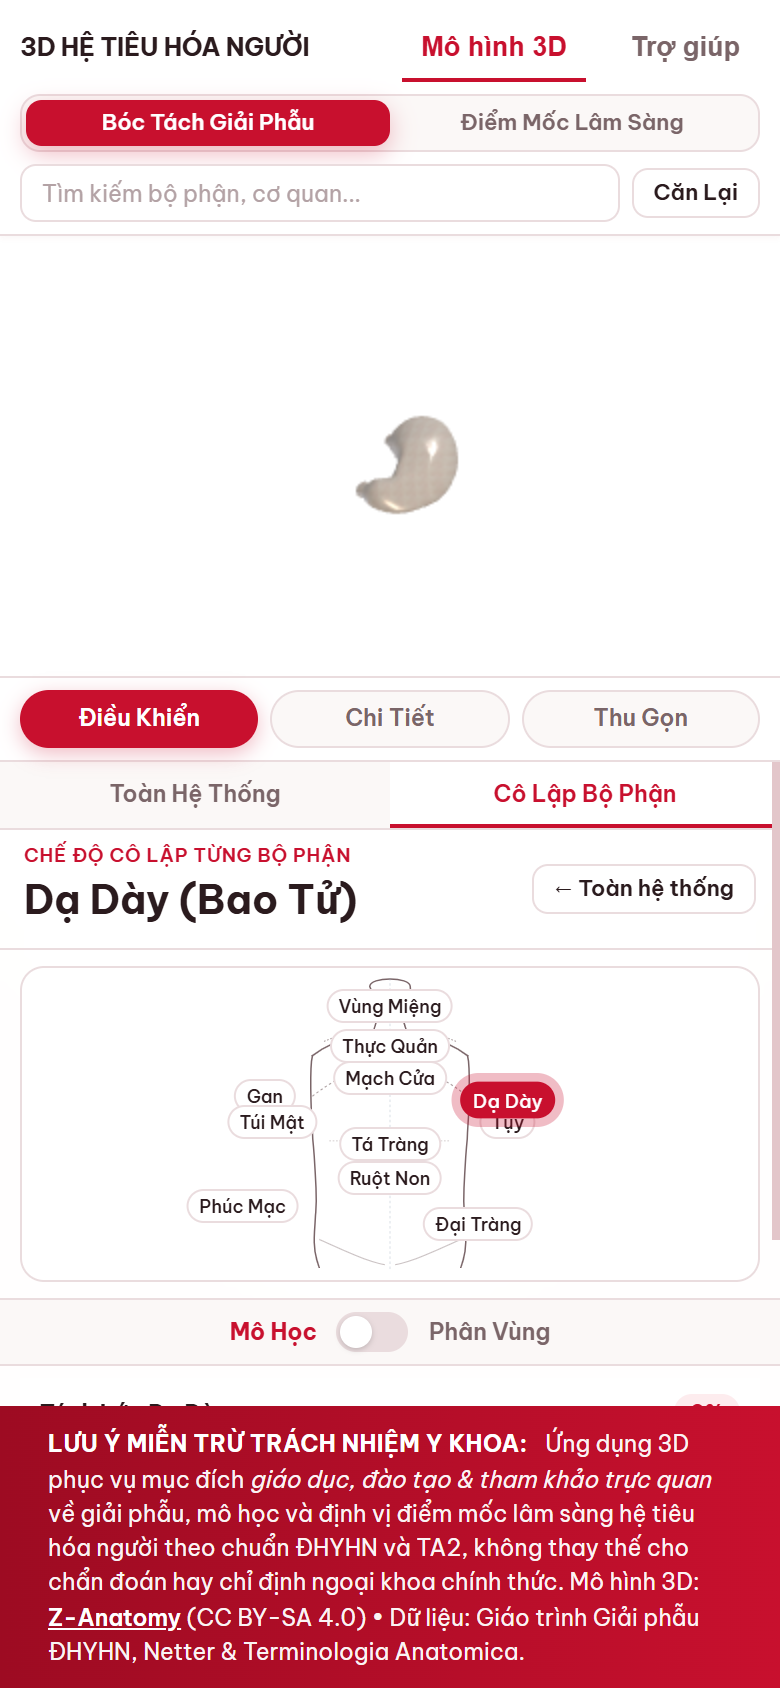 3D HỆ TIÊU HÓA NGƯỜI
Mô hình 3D
Trợ giúp
Bóc Tách Giải Phẫu
Điểm Mốc Lâm Sàng
Tìm kiếm bộ phận, cơ quan...
Căn Lại
Điều Khiển
Chi Tiết
Thu Gọn
Toàn Hệ Thống
Cô Lập Bộ Phận
CHẾ ĐỘ CÔ LẬP TỪNG BỘ PHẬN
Dạ Dày (Bao Tử)
← Toàn hệ thống
Vùng Miệng
Thực Quản
Mạch Cửa
Gan
Dạ Dày
Túi Mật
Tụy
Tá Tràng
Ruột Non
Phúc Mạc
Đại Tràng
Mô Học
Phân Vùng
LƯU Ý MIỄN TRỪ TRÁCH NHIỆM Y KHOA: Ứng dụng 3D
phục vụ mục đích giáo dục, đào tạo & tham khảo trực quan
về giải phẫu, mô học và định vị điểm mốc lâm sàng hệ tiêu
hóa người theo chuẩn ĐHYHN và TA2, không thay thế cho
chẩn đoán hay chỉ định ngoại khoa chính thức. Mô hình 3D:
Z-Anatomy (CC BY-SA 4.0) • Dữ liệu: Giáo trình Giải phẫu
ĐHYHN, Netter & Terminologia Anatomica.